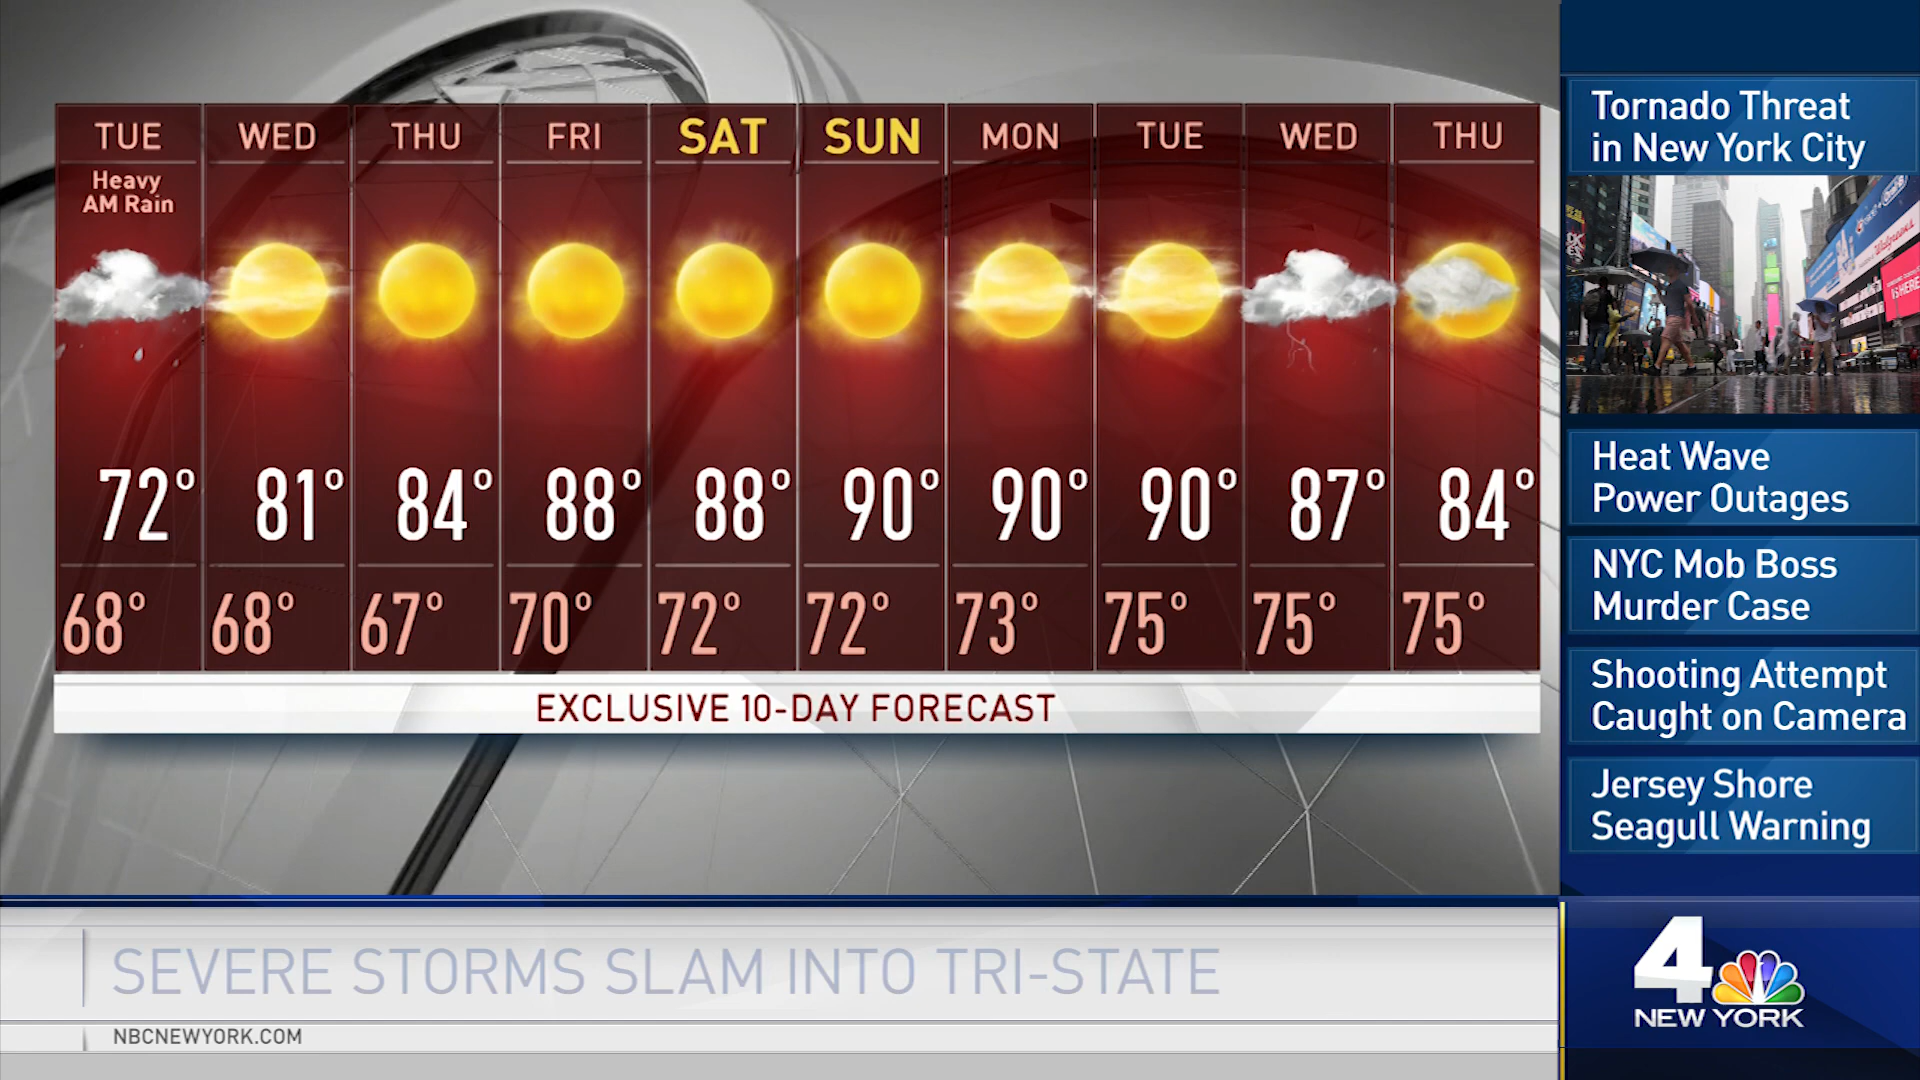 TUE WED THU FRI SAT SUN MON TUE WED THU
Heavy
AM Rain
72° 81° 84° 88° 88° 90° 90° 90° 87° 84°
68° 68° 67° 70° 72° 72° 73° 75° 75° 75°
EXCLUSIVE 10-DAY FORECAST
Tornado Threat
in New York City
Walgreens
IS HERE
Heat Wave
Power Outages
NYC Mob Boss
Murder Case
Shooting Attempt
Caught on Camera
Jersey Shore
Seagull Warning
SEVERE STORMS SLAM INTO TRI-STATE
NBCNEWYORK.COM
4
NEW YORK